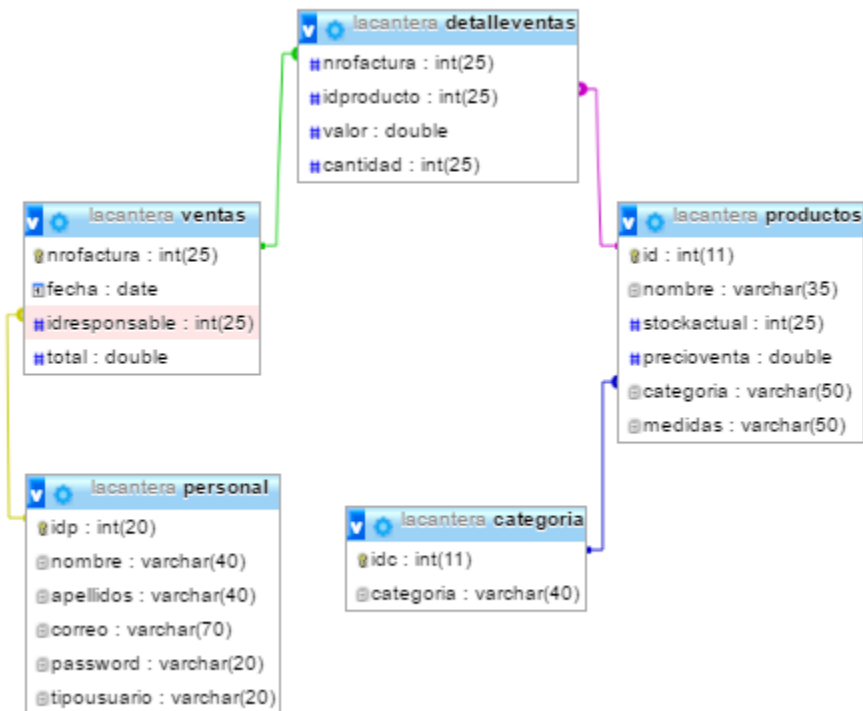 lacantera detalleventas
nrofactura : int(25)
idproducto : int(25)
valor : double
cantidad : int(25)
lacantera ventas
nrofactura : int(25)
fecha : date
idresponsable : int(25)
total : double
lacantera productos
id : int(11)
nombre : varchar(35)
stockactual : int(25)
precioventa : double
categoria : varchar(50)
medidas : varchar(50)
lacantera personal
idp : int(20)
nombre : varchar(40)
apellidos : varchar(40)
correo : varchar(70)
password : varchar(20)
tipousuario : varchar(20)
lacantera categoria
idc : int(11)
categoria : varchar(40)